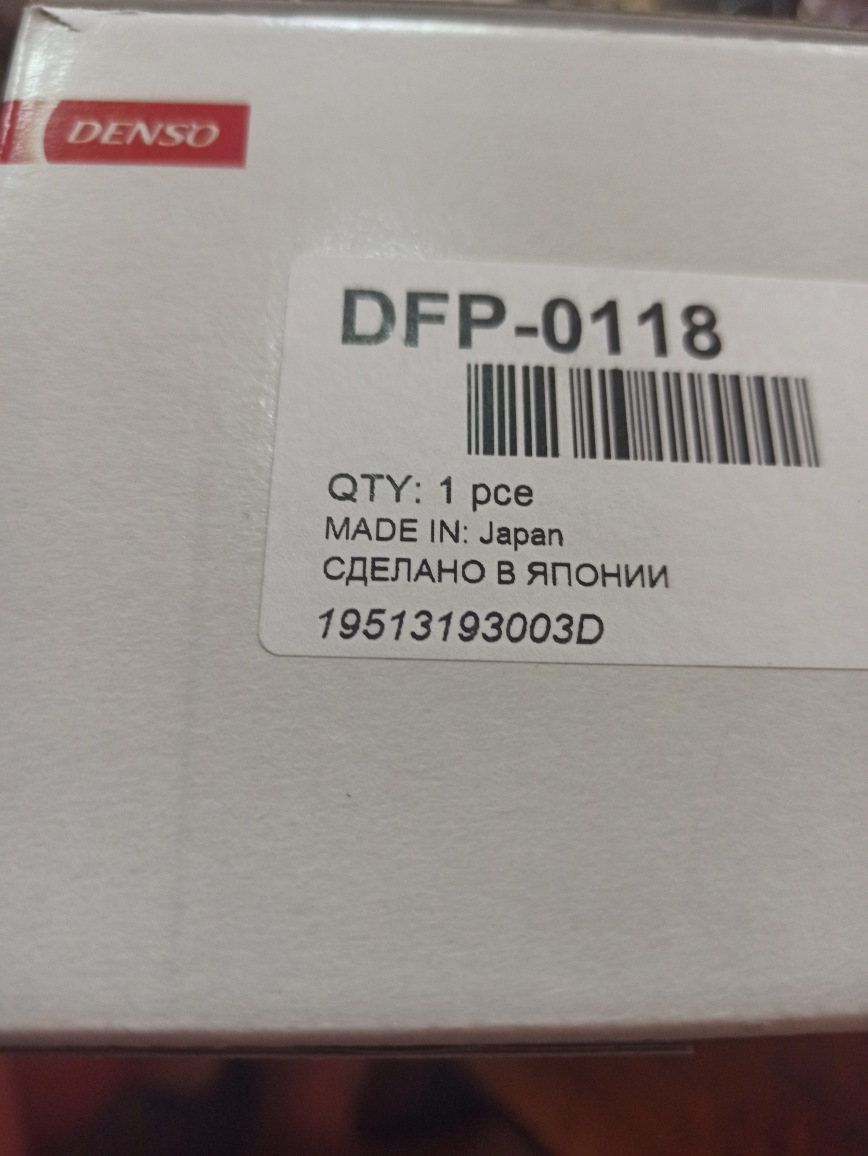 DENSO
DFP-0118
QTY: 1 pce
MADE IN: Japan
СДЕЛАНО В ЯПОНИИ
19513193003D